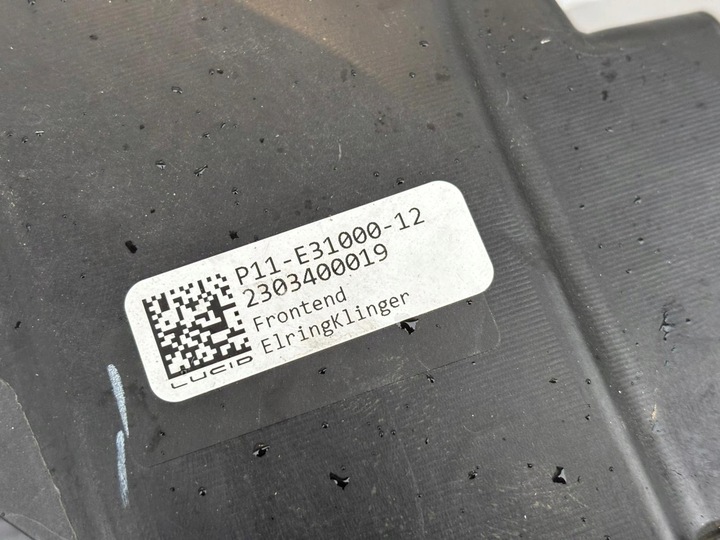 P11-E31000-12
2303400019
Frontend
ElringKlinger
LUCID